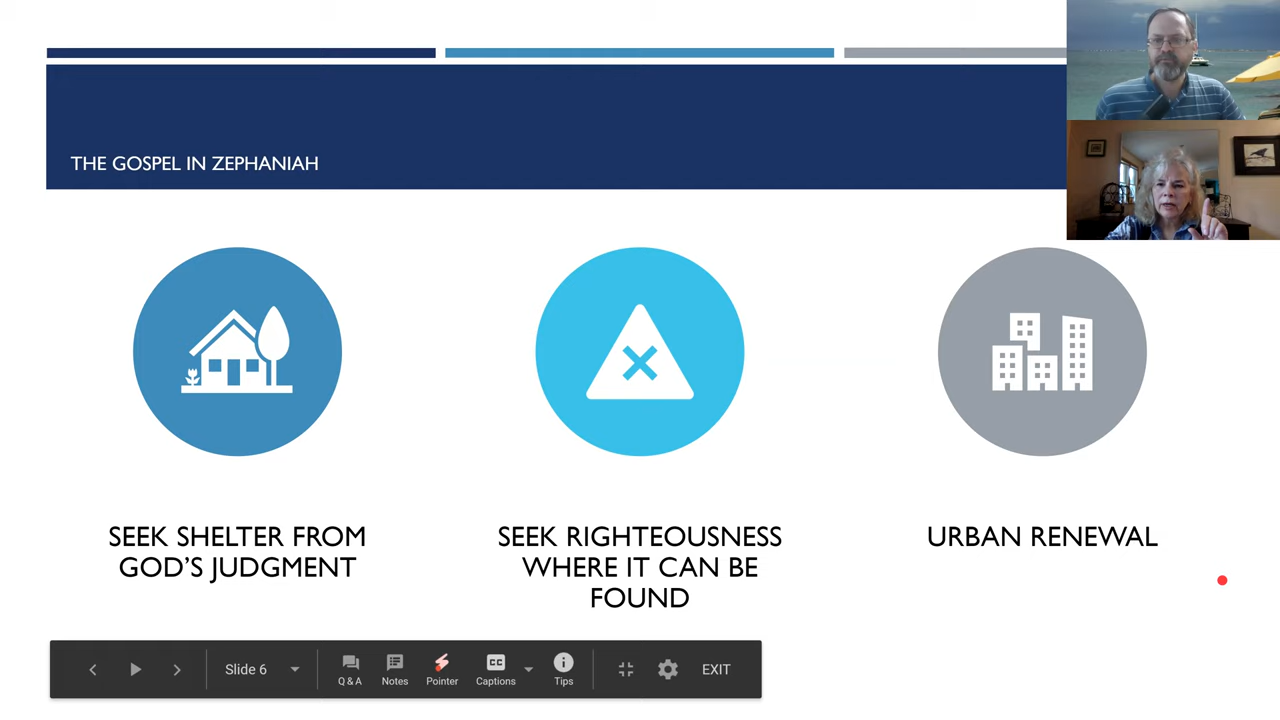 THE GOSPEL IN ZEPHANIAH
SEEK SHELTER FROM
GOD'S JUDGMENT
SEEK RIGHTEOUSNESS
WHERE IT CAN BE
FOUND
URBAN RENEWAL
Slide 6
Q & A
Notes
Pointer
CC
Captions
Tips
EXIT